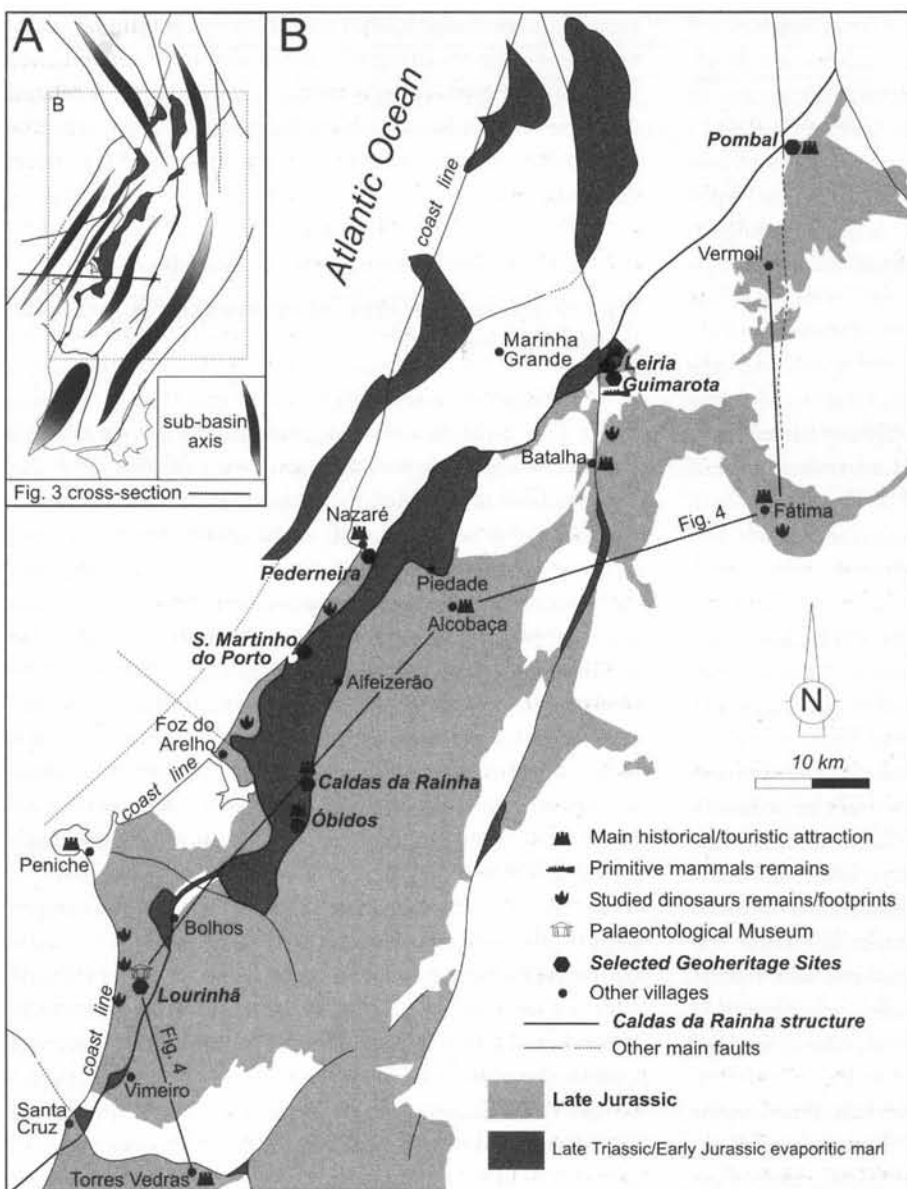 A
B
B
sub-basin
axis
Fig. 3 cross-section
Atlantic Ocean
coast line
Pombal
Vermoil
Marinha
Grande
Leiria
Guimarota
Batalha
Fátima
Fig. 4
Nazaré
Pederneira
Piedade
Alcobaça
S. Martinho
do Porto
Alfeizerão
Foz do
Arelho
coast line
Caldas da Rainha
Óbidos
Peniche
Bolhos
Lourinhã
coast line
Fig. 4
Vimeiro
Santa
Cruz
Torres Vedras
N
10 km
Main historical/touristic attraction
Primitive mammals remains
Studied dinosaurs remains/footprints
Palaeontological Museum
Selected Geoheritage Sites
Other villages
Caldas da Rainha structure
Other main faults
Late Jurassic
Late Triassic/Early Jurassic evaporitic marl